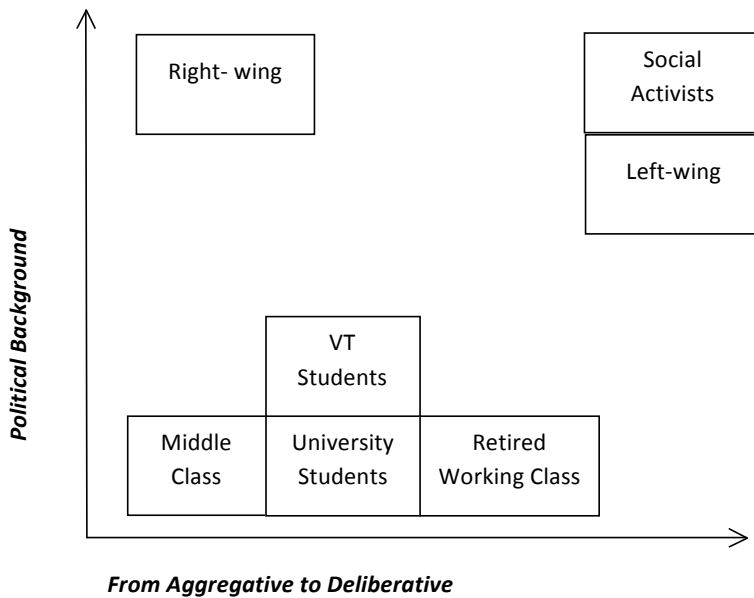 Right- wing
Social
Activists
Left-wing
Political Background
VT
Students
Middle
Class
University
Students
Retired
Working Class
From Aggregative to Deliberative